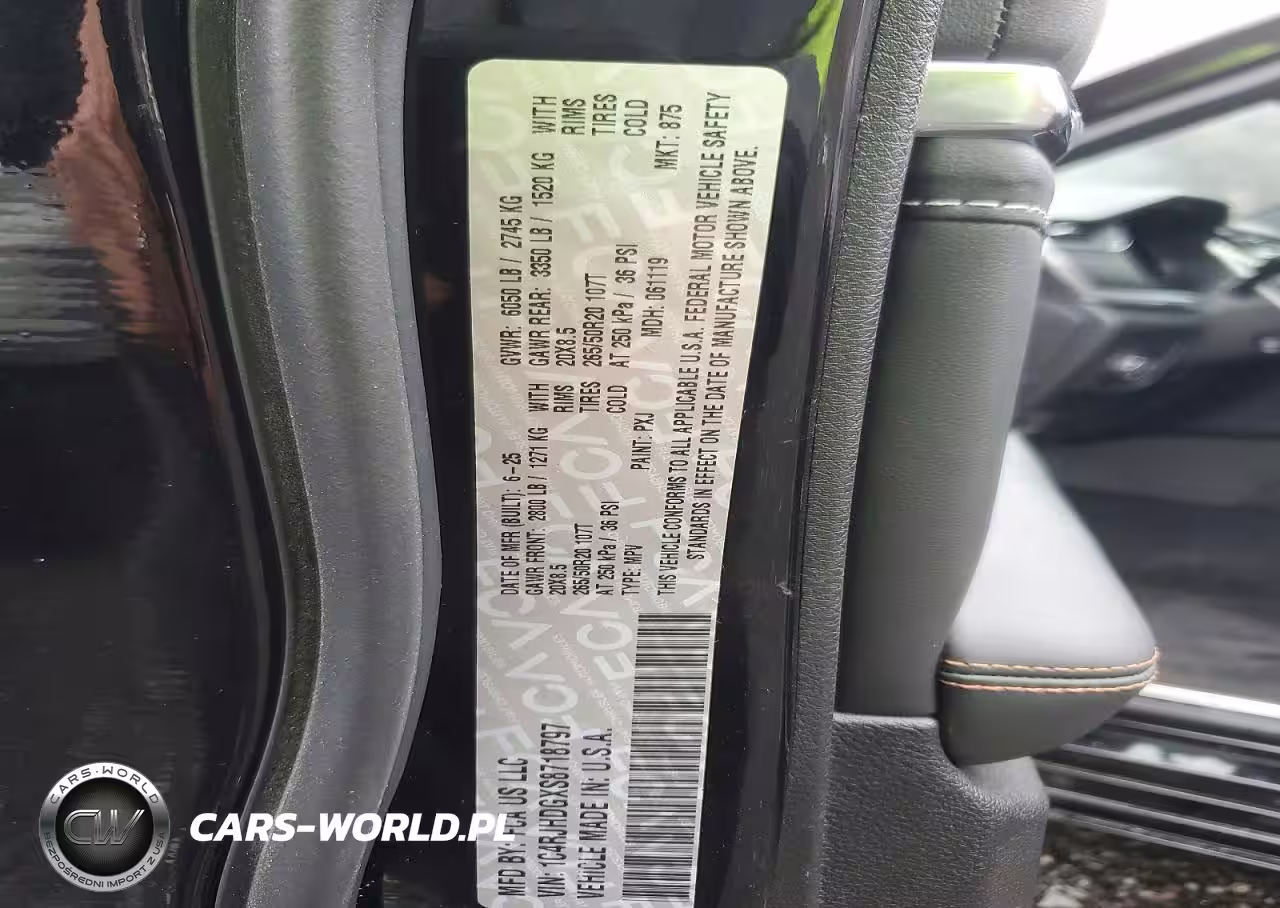 MFD BY: FCA US LLC
DATE OF MFR (BUILT): 6-25
GVWR: 6050 LB / 2745 KG
GAWR FRONT: 2800 LB / 1271 KG WITH
GAWR REAR: 3350 LB / 1520 KG WITH
20X8.5 RIMS
20X8.5 RIMS
265/50R20 107T TIRES
265/50R20 107T TIRES
AT 250 kPa / 36 PSI COLD
AT 250 kPa / 36 PSI COLD
VIN: 1C4RJHDGXS8718797
TYPE: MPV
PAINT: PXJ
MDH: 061119
MKT: 875
VEHICLE MADE IN: U.S.A.
THIS VEHICLE CONFORMS TO ALL APPLICABLE U.S.A. FEDERAL MOTOR VEHICLE SAFETY
STANDARDS IN EFFECT ON THE DATE OF MANUFACTURE SHOWN ABOVE.
CARS-WORLD
BEZPOŚREDNI IMPORT Z USA
CARS-WORLD.PL